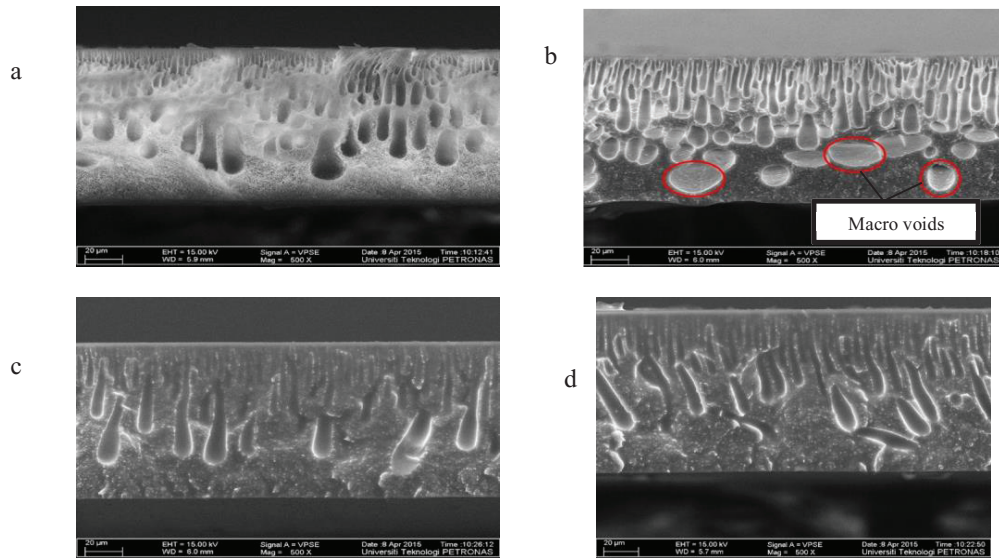 a
b
Macro voids
20 µm
EHT = 15.00 kV
WD = 5.9 mm
Signal A = VPSE
Mag = 500 X
Date :8 Apr 2015
Time :10:12:41
Universiti Teknologi PETRONAS
20 µm
EHT = 15.00 kV
WD = 6.0 mm
Signal A = VPSE
Mag = 500 X
Date :8 Apr 2015
Time :10:18:10
Universiti Teknologi PETRONAS
c
d
20 µm
EHT = 15.00 kV
WD = 6.0 mm
Signal A = VPSE
Mag = 500 X
Date :8 Apr 2015
Time :10:26:12
Universiti Teknologi PETRONAS
20 µm
EHT = 15.00 kV
WD = 5.7 mm
Signal A = VPSE
Mag = 500 X
Date :8 Apr 2015
Time :10:22:50
Universiti Teknologi PETRONAS